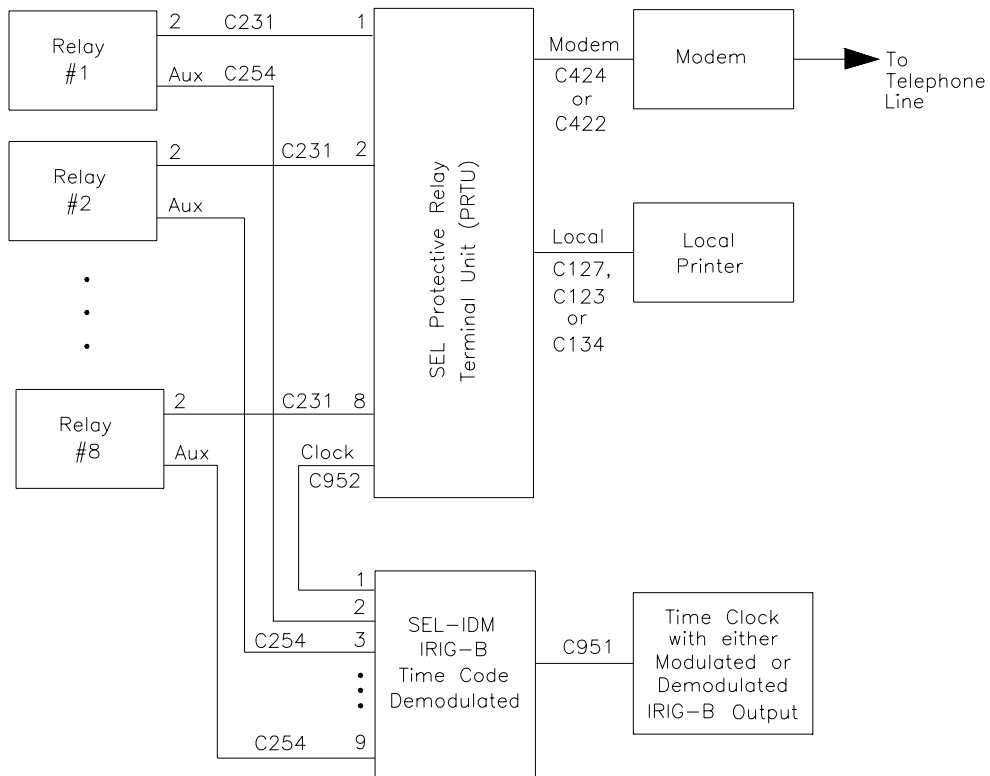 2 C231 1
Relay
#1
Aux C254
2 C231 2
Relay
#2
Aux
2 C231 8
Relay
#8
Aux
Clock
C952
SEL Protective Relay
Terminal Unit (PRTU)
Modem
C424
or
C422
Modem
To
Telephone
Line
Local
C127,
C123
or
C134
Local
Printer
1
2
C254 3
C254 9
SEL-IDM
IRIG-B
Time Code
Demodulated
C951
Time Clock
with either
Modulated or
Demodulated
IRIG-B Output